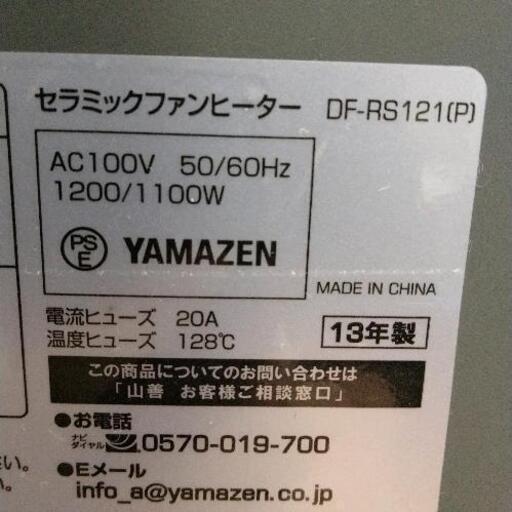 セラミックファンヒーター DF-RS121(P)
AC100V 50/60Hz
1200/1100W
PS
E
YAMAZEN
MADE IN CHINA
電流ヒューズ 20A
温度ヒューズ 128℃
13年製
この商品についてのお問い合わせは
「山善 お客様ご相談窓口」
●お電話
ナビダイヤル 0570-019-700
●Eメール
info_a@yamazen.co.jp
い。
い。